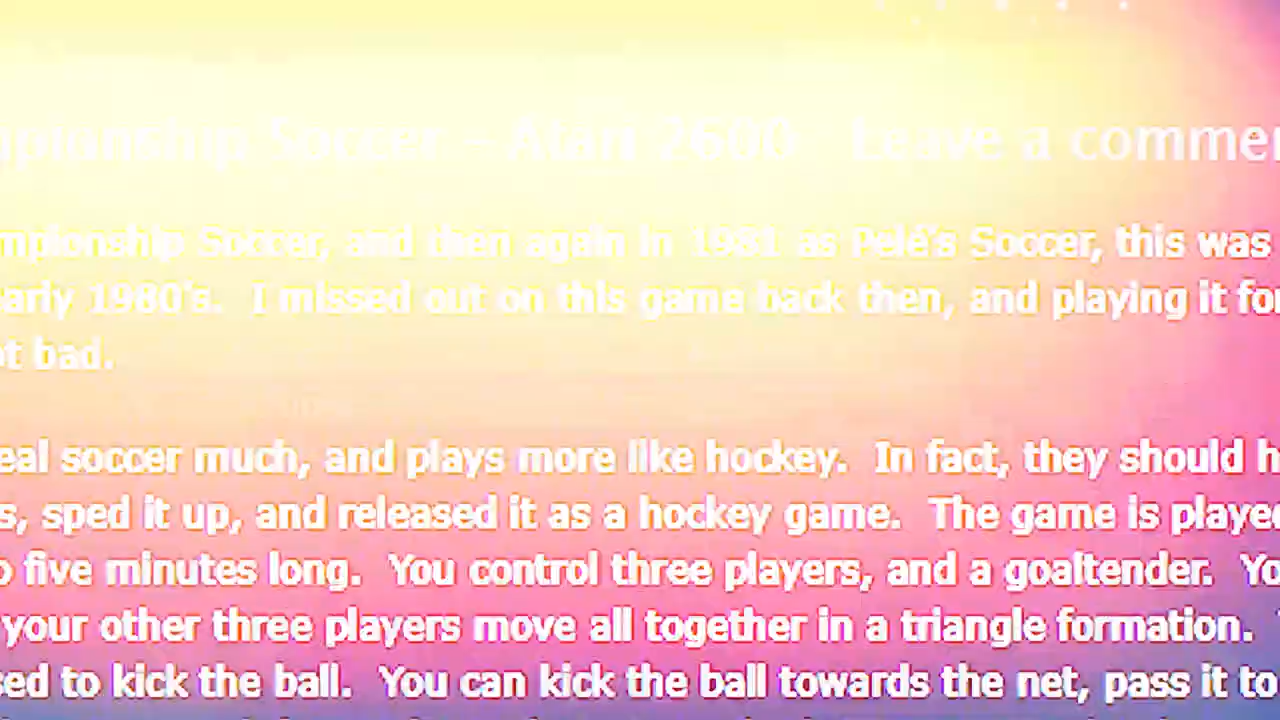 mpionship Soccer – Atari 2600 Leave a commen
mpionship Soccer, and then again in 1981 as Pelé's Soccer, this was
early 1980's. I missed out on this game back then, and playing it for
ot bad.
eal soccer much, and plays more like hockey. In fact, they should h
s, sped it up, and released it as a hockey game. The game is played
o five minutes long. You control three players, and a goaltender. Yo
your other three players move all together in a triangle formation.
sed to kick the ball. You can kick the ball towards the net, pass it to